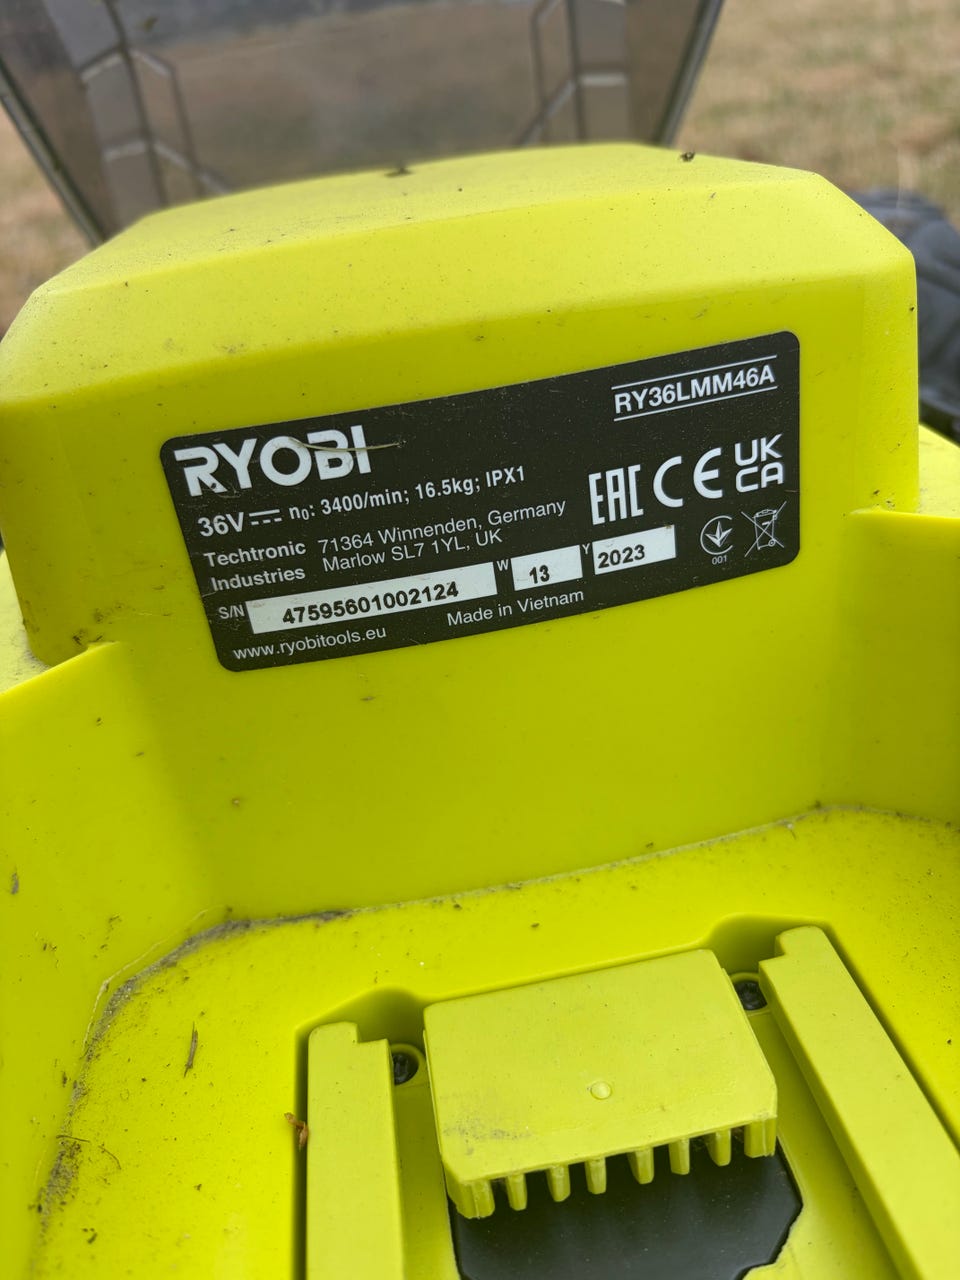 RY36LMM46A
RYOBI
36V n0: 3400/min; 16.5kg; IPX1
EAC CE UK CA
Techtronic Industries
71364 Winnenden, Germany
Marlow SL7 1YL, UK
S/N 47595601002124 W 13 Y 2023
001
www.ryobitools.eu
Made in Vietnam